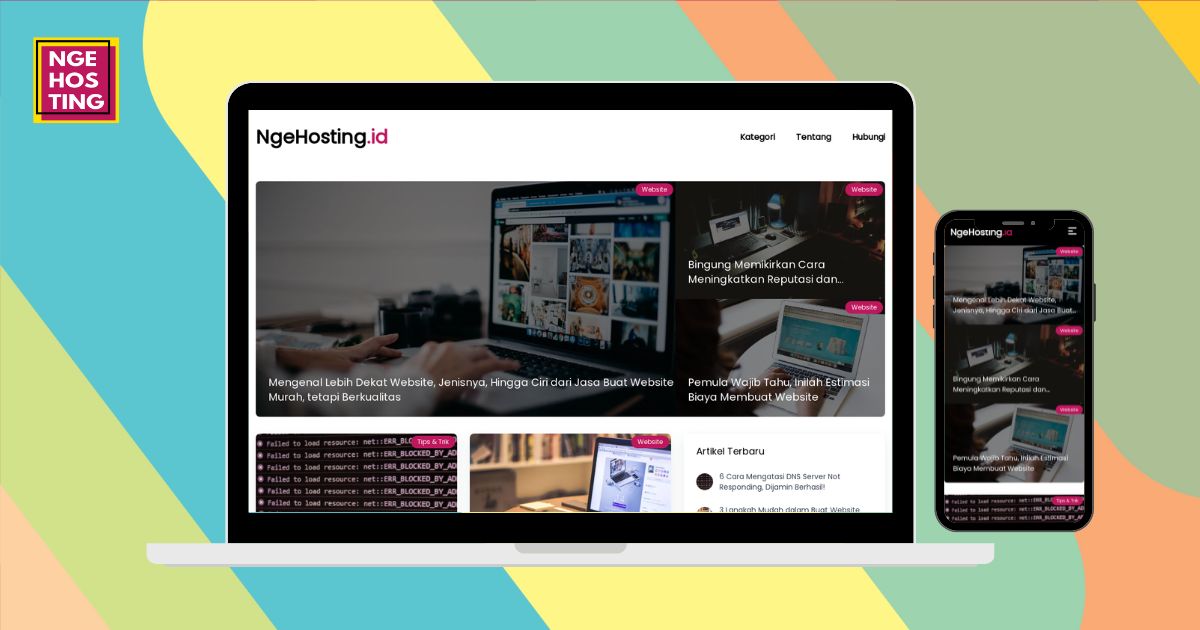 NGE
HOS
TING
NgeHosting.id
Kategori Tentang Hubungi
Website
Mengenal Lebih Dekat Website, Jenisnya, Hingga Ciri dari Jasa Buat Website
Murah, tetapi Berkualitas
Website
Bingung Memikirkan Cara
Meningkatkan Reputasi dan...
Website
Pemula Wajib Tahu, Inilah Estimasi
Biaya Membuat Website
Tips & Trik
Failed to load resource: net::ERR_BLO
Failed to load resource: net::ERR_BLOCKED_BY_AD
Failed to load resource: net::ERR_BLOCKED_BY_AD
Failed to load resource: net::ERR_BLOCKED_BY_AD
Failed to load resource: net::ERR_BLOCKED_BY_AD
Failed to load resource: net::ERR_BLOCKED_BY_AD
Website
Artikel Terbaru
6 Cara Mengatasi DNS Server Not
Responding, Dijamin Berhasil!
3 Langkah Mudah dalam Buat Website
NgeHosting.id
Website
Mengenal Lebih Dekat Website,
Jenisnya, Hingga Ciri dari Jasa Buat...
Website
Bingung Memikirkan Cara
Meningkatkan Reputasi dan...
Website
Pemula Wajib Tahu, Inilah Estimasi
Biaya Membuat Website
Tips & Trik
Failed to load resource: net::ERR_BL
Failed to load resource: net::ERR_BLOCKED_BY_AD
Failed to load resource: net::ERR_BLOCKED_BY_AD